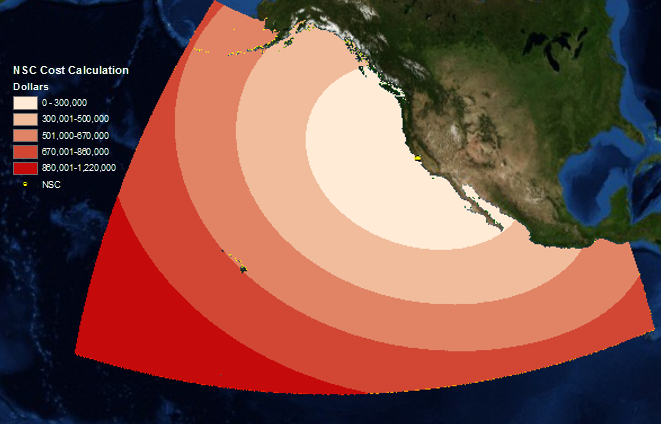 NSC Cost Calculation
Dollars
0 - 300,000
300,001-500,000
501,000-670,000
670,001-860,000
860,001-1,220,000
NSC